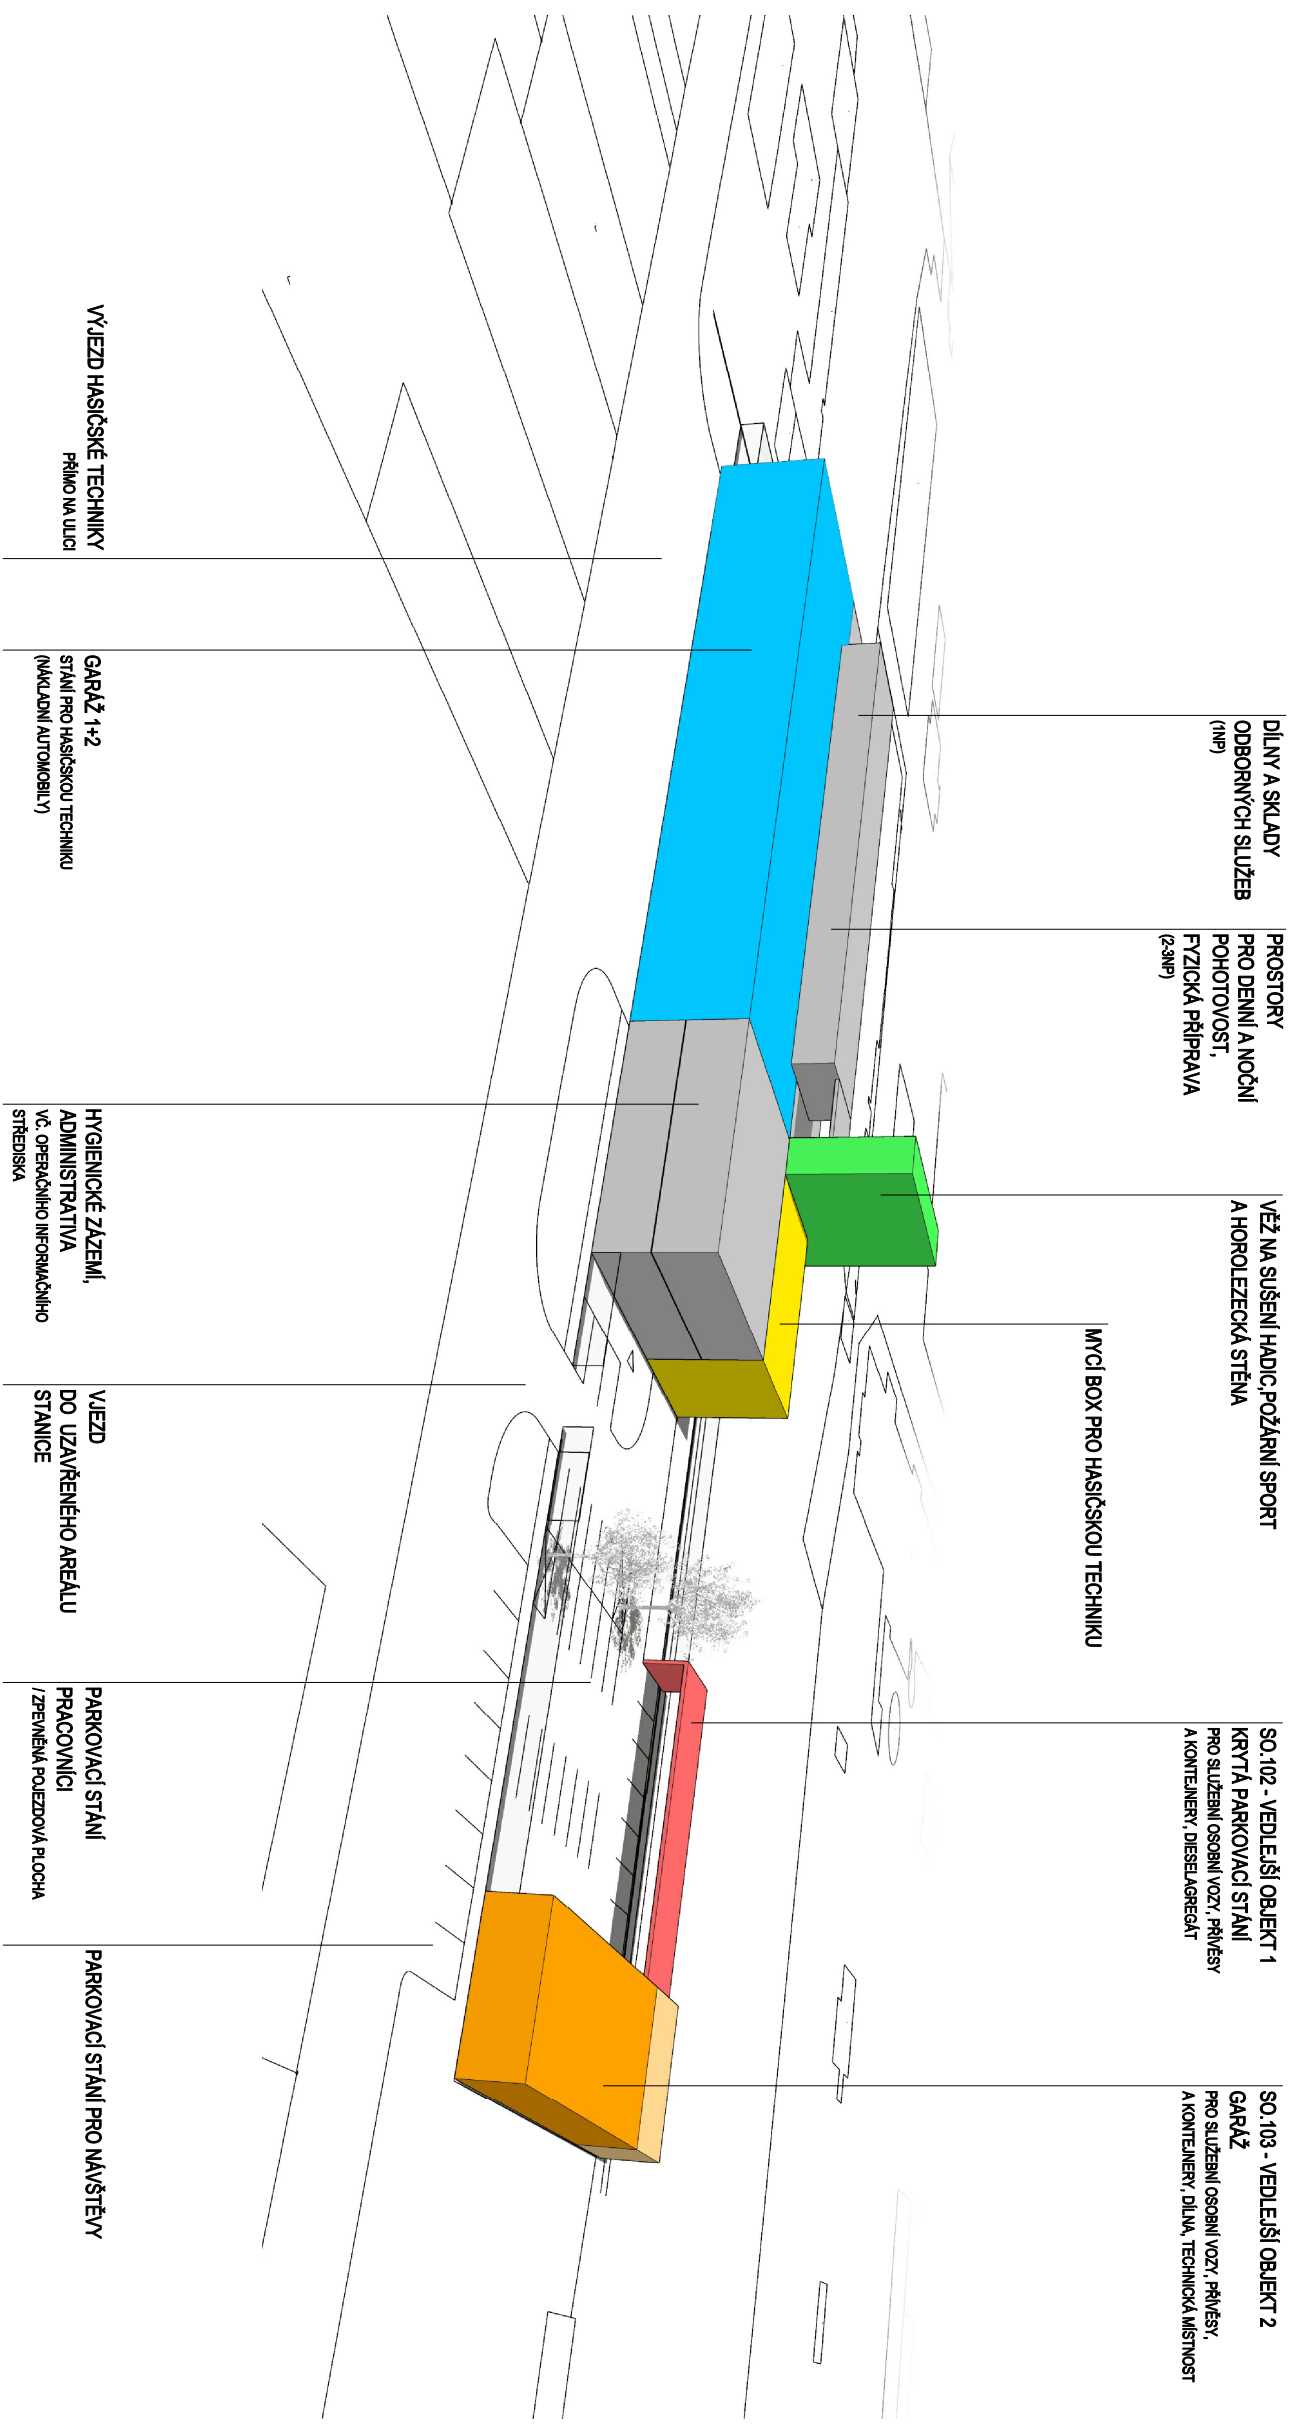 DÍLNY A SKLADY
ODBORNÝCH SLUŽEB
(1NP)
PROSTORY
PRO DENNÍ A NOČNÍ
POHOTOVOST,
FYZICKÁ PŘÍPRAVA
(2-3NP)
VĚŽ NA SUŠENÍ HADIC,POŽÁRNÍ SPORT
A HOROLEZECKÁ STĚNA
MYCÍ BOX PRO HASIČSKOU TECHNIKU
SO.102 - VEDLEJŠÍ OBJEKT 1
KRYTÁ PARKOVACÍ STÁNÍ
PRO SLUŽEBNÍ OSOBNÍ VOZY, PŘÍVĚSY
A KONTEJNERY, DIESELAGREGÁT
SO.103 - VEDLEJŠÍ OBJEKT 2
GARÁŽ
PRO SLUŽEBNÍ OSOBNÍ VOZY, PŘÍVĚSY,
A KONTEJNERY, DÍLNA, TECHNICKÁ MÍSTNOST
VÝJEZD HASIČSKÉ TECHNIKY
PŘÍMO NA ULICI
GARÁŽ 1+2
STÁNÍ PRO HASIČSKOU TECHNIKU
(NÁKLADNÍ AUTOMOBILY)
HYGIENICKÉ ZÁZEMÍ,
ADMINISTRATIVA
VČ. OPERAČNÍHO INFORMAČNÍHO
STŘEDISKA
VJEZD
DO UZAVŘENÉHO AREÁLU
STANICE
PARKOVACÍ STÁNÍ
PRACOVNÍCI
/ ZPEVNĚNÁ POJEZDOVÁ PLOCHA
PARKOVACÍ STÁNÍ PRO NÁVŠTĚVY